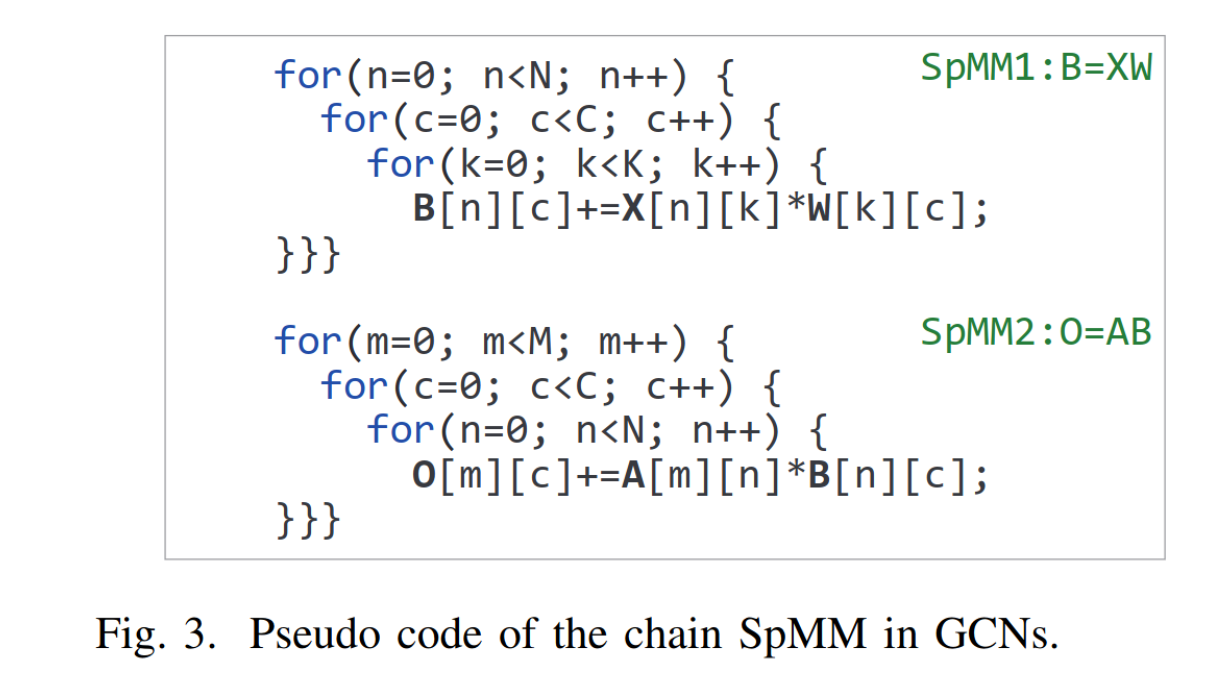 for(n=0; n<N; n++) { SpMM1:B=XW
for(c=0; c<C; c++) {
for(k=0; k<K; k++) {
B[n][c]+=X[n][k]*W[k][c];
}}}
for(m=0; m<M; m++) { SpMM2:O=AB
for(c=0; c<C; c++) {
for(n=0; n<N; n++) {
O[m][c]+=A[m][n]*B[n][c];
}}}
Fig. 3. Pseudo code of the chain SpMM in GCNs.